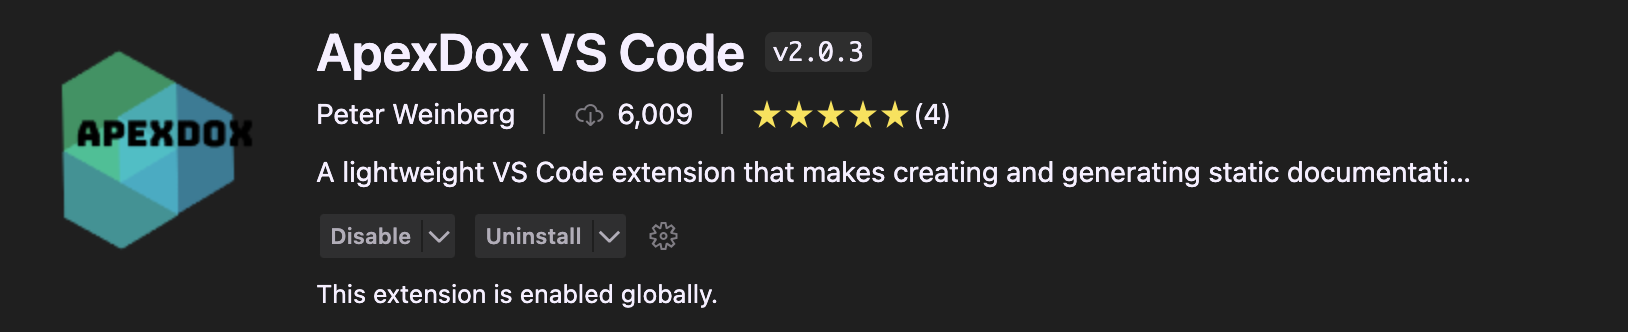 APEXDOX
ApexDox VS Code v2.0.3
Peter Weinberg 6,009 ★★★★★(4)
A lightweight VS Code extension that makes creating and generating static documentati...
Disable Uninstall
This extension is enabled globally.